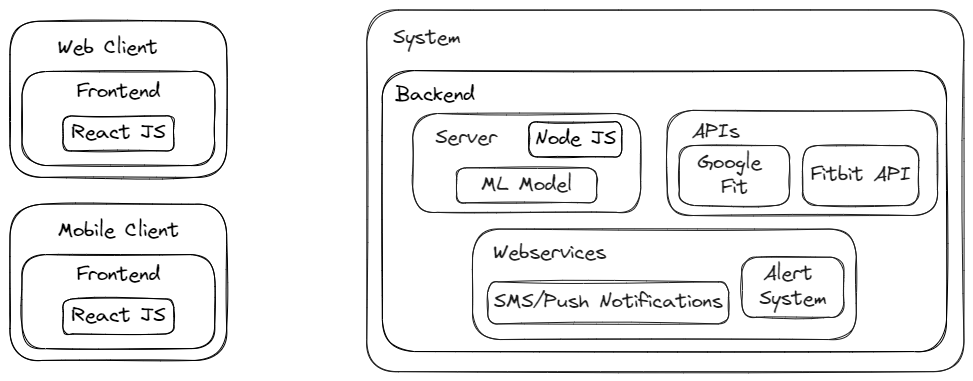 Web Client
Frontend
React JS
Mobile Client
Frontend
React JS
System
Backend
Server
Node JS
ML Model
APIs
Google
Fit
Fitbit API
Webservices
SMS/Push Notifications
Alert
System